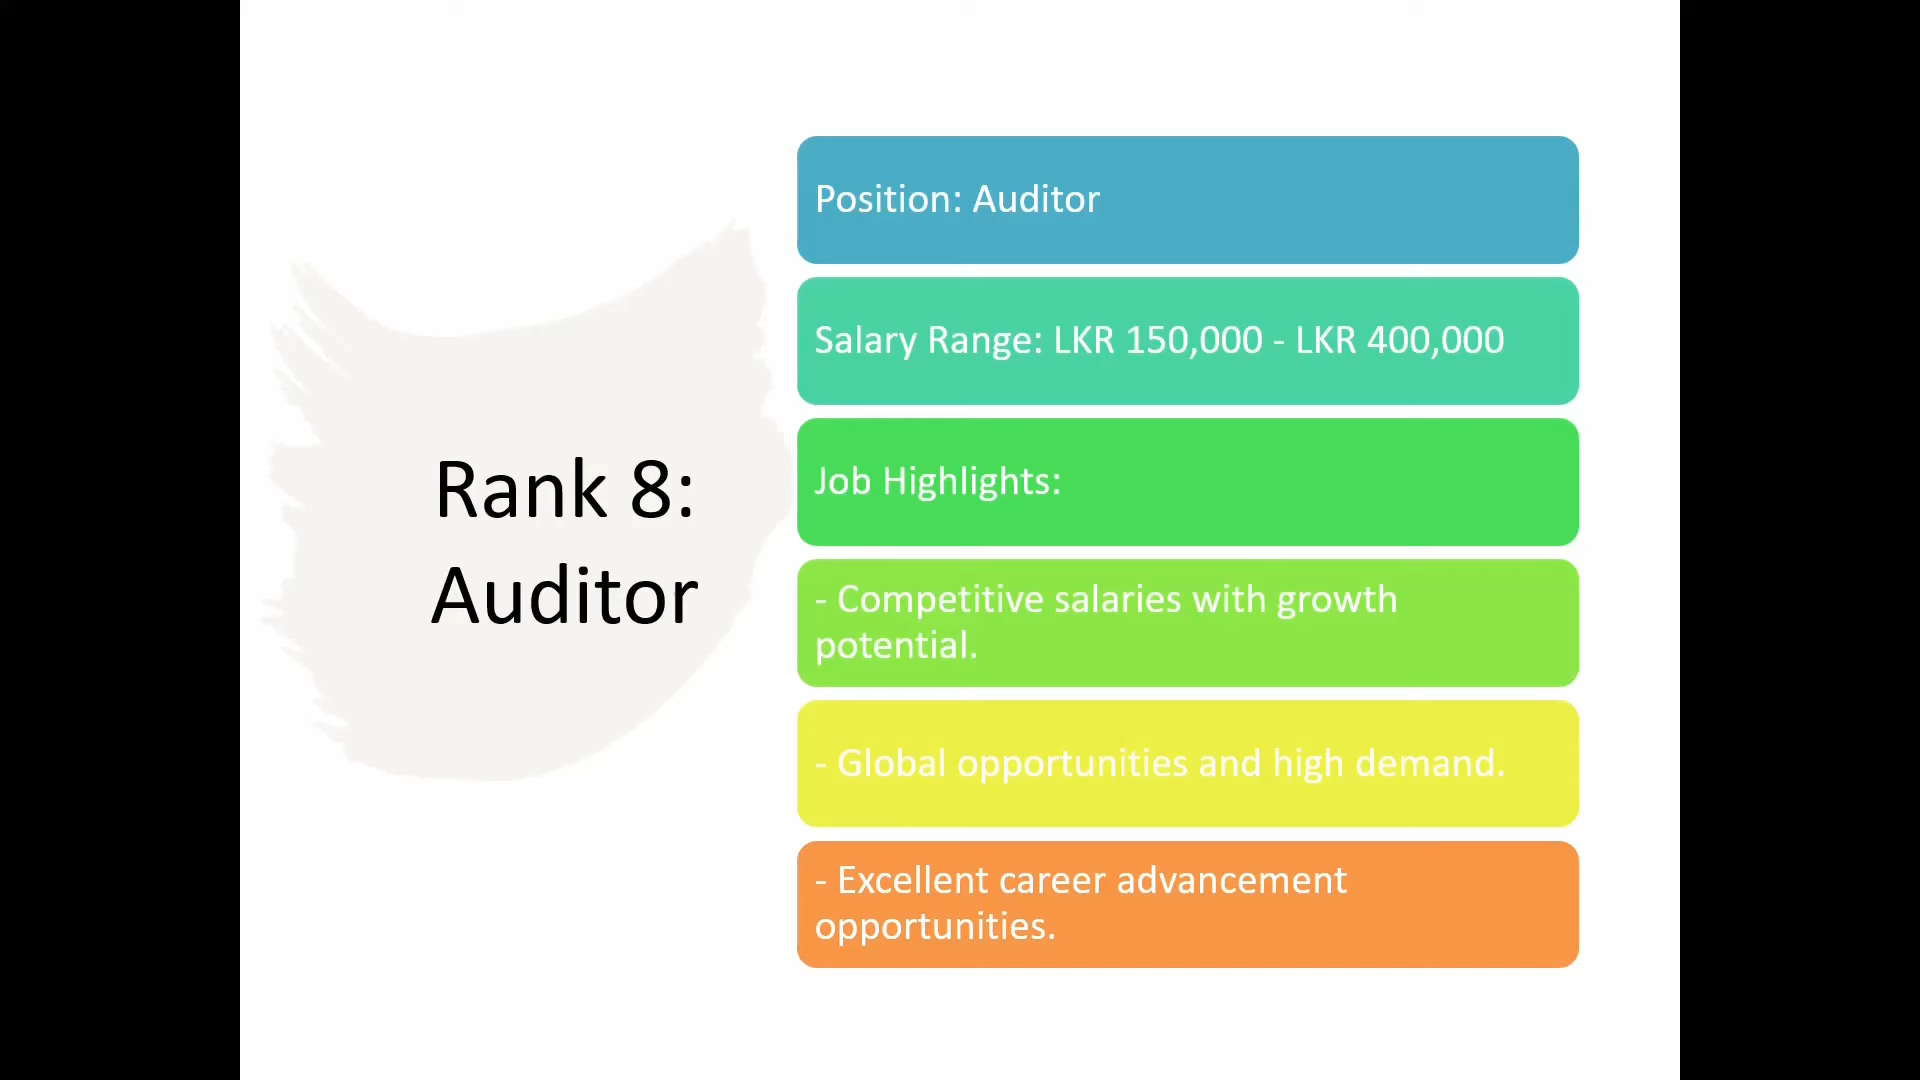 Rank 8:
Auditor
Position: Auditor
Salary Range: LKR 150,000 - LKR 400,000
Job Highlights:
- Competitive salaries with growth
potential.
- Global opportunities and high demand.
- Excellent career advancement
opportunities.